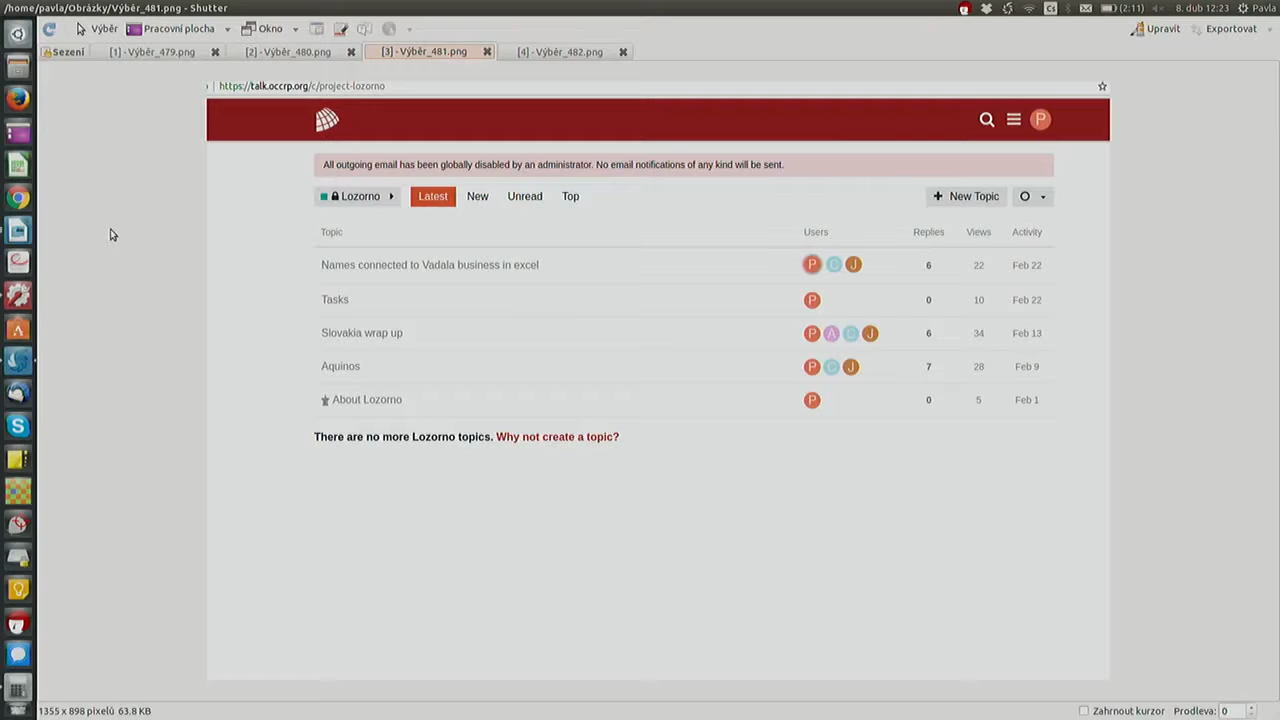 /home/pavla/Obrázky/Výběr_481.png - Shutter
Cs (2:11) 8. dub 12:23 Pavla
Výběr Pracovní plocha Okno Upravit Exportovat
Sezení [1] - Výběr_479.png [2] - Výběr_480.png [3] - Výběr_481.png [4] - Výběr_482.png
https://talk.occrp.org/c/project-lozorno
P
All outgoing email has been globally disabled by an administrator. No email notifications of any kind will be sent.
Lozorno Latest New Unread Top + New Topic
Topic Users Replies Views Activity
Names connected to Vadala business in excel P C J 6 22 Feb 22
Tasks P 0 10 Feb 22
Slovakia wrap up P A C J 6 34 Feb 13
Aquinos P C J 7 28 Feb 9
About Lozorno P 0 5 Feb 1
There are no more Lozorno topics. Why not create a topic?
1355 x 898 pixelů 63.8 KB Zahrnout kurzor Prodleva: 0